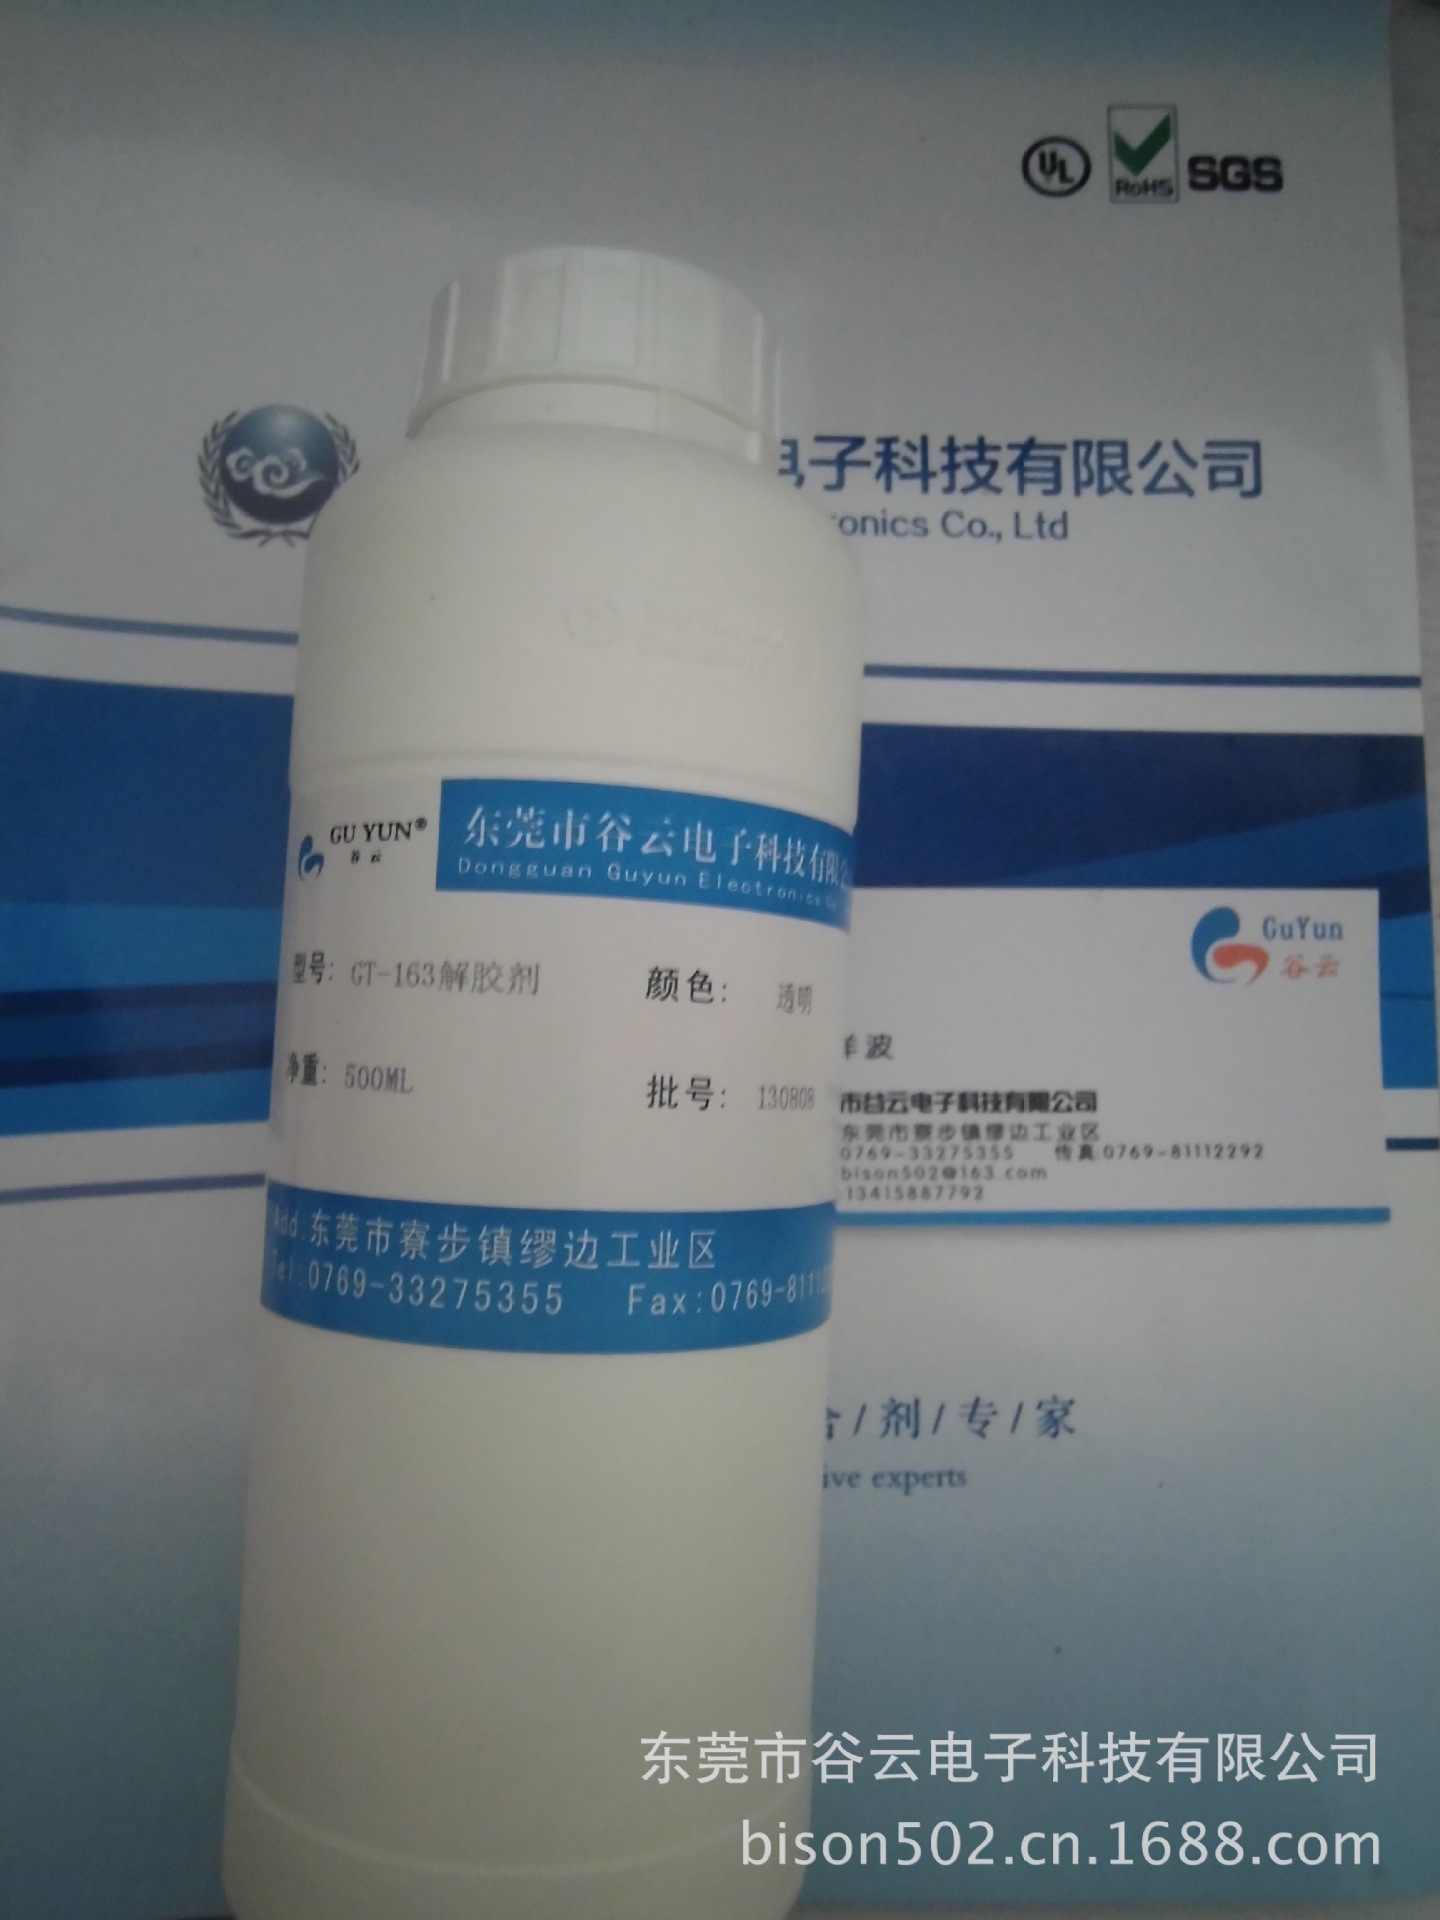 UL
RoHS
SGS
电子科技有限公司
onics Co., Ltd
GU YUN®
谷云
东莞市谷云电子科技有限
Dongguan Guyun Electronics Co
型号: GT-163解胶剂
颜色: 透明
净重: 500ML
批号: 130808
Add:东莞市寮步镇缪边工业区
Tel:0769-33275355 Fax:0769-811
GuYun
谷云
波
市谷云电子科技有限公司
东莞市寮步镇缪边工业区
0769-33275355 传真:0769-81112292
bison502@163.com
13415887792
合/剂/专/家
ive experts
东莞市谷云电子科技有限公司
bison502.cn.1688.com